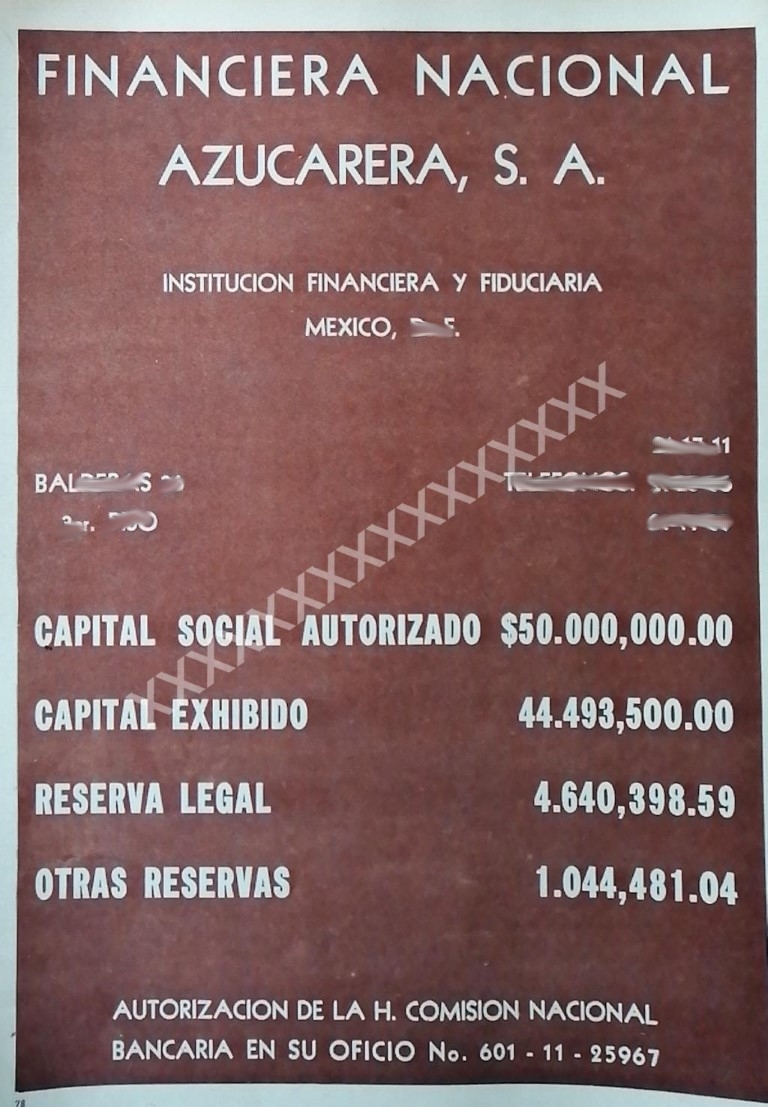 FINANCIERA NACIONAL
AZUCARERA, S. A.
INSTITUCION FINANCIERA Y FIDUCIARIA
MEXICO,
XXXXXXXXXXXXXXXXX
CAPITAL SOCIAL AUTORIZADO $50.000,000.00
CAPITAL EXHIBIDO 44.493,500.00
RESERVA LEGAL 4.640,398.59
OTRAS RESERVAS 1.044,481.04
AUTORIZACION DE LA H. COMISION NACIONAL
BANCARIA EN SU OFICIO No. 601 - 11 - 25967
78